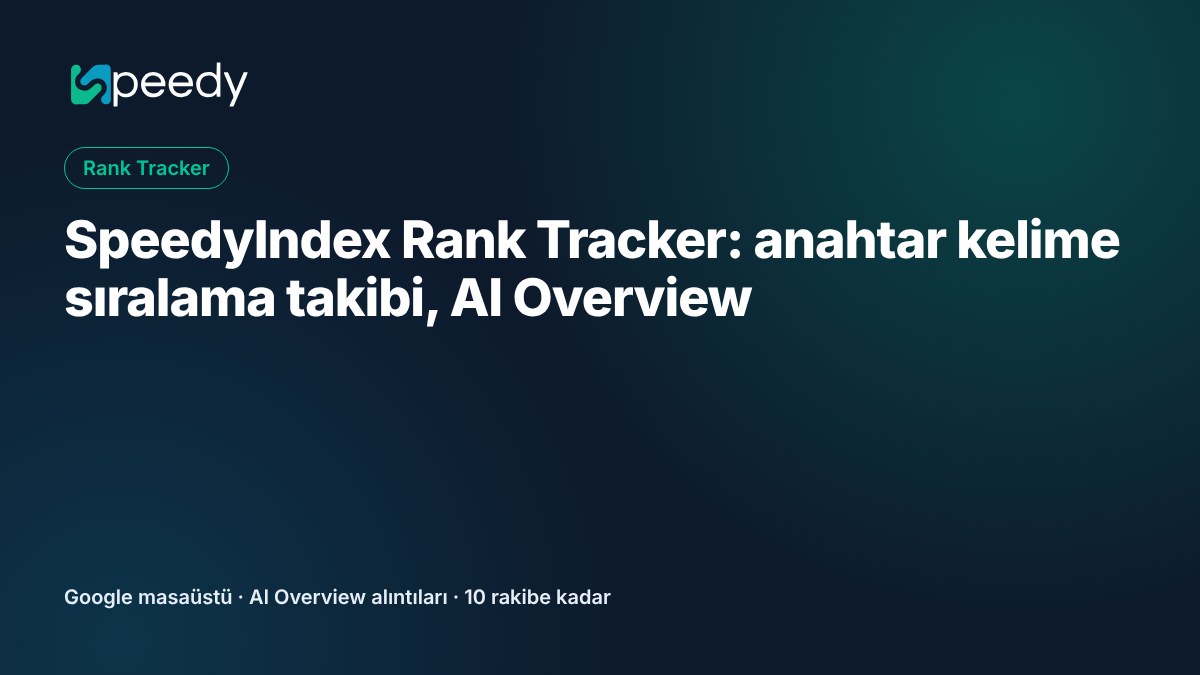 Speedy
Rank Tracker
SpeedyIndex Rank Tracker: anahtar kelime
sıralama takibi, AI Overview
Google masaüstü · AI Overview alıntıları · 10 rakibe kadar